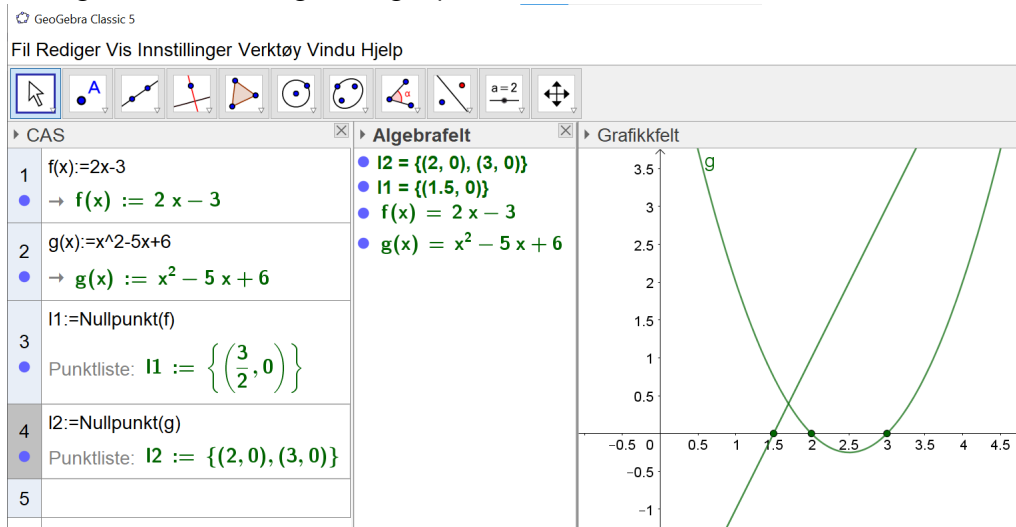 GeoGebra Classic 5
Fil Rediger Vis Innstillinger Verktøy Vindu Hjelp
A
α
a=2
CAS
1
f(x):=2x-3
→ f(x) := 2 x − 3
2
g(x):=x^2-5x+6
→ g(x) := x² − 5 x + 6
3
l1:=Nullpunkt(f)
Punktliste: l1 := {(3/2, 0)}
4
l2:=Nullpunkt(g)
Punktliste: l2 := {(2, 0), (3, 0)}
5
Algebrafelt
l2 = {(2, 0), (3, 0)}
l1 = {(1.5, 0)}
f(x) = 2 x − 3
g(x) = x² − 5 x + 6
Grafikkfelt
g
3.5
3
2.5
2
1.5
1
0.5
−0.5 0 0.5 1 1.5 2 2.5 3 3.5 4 4.5
−0.5
−1